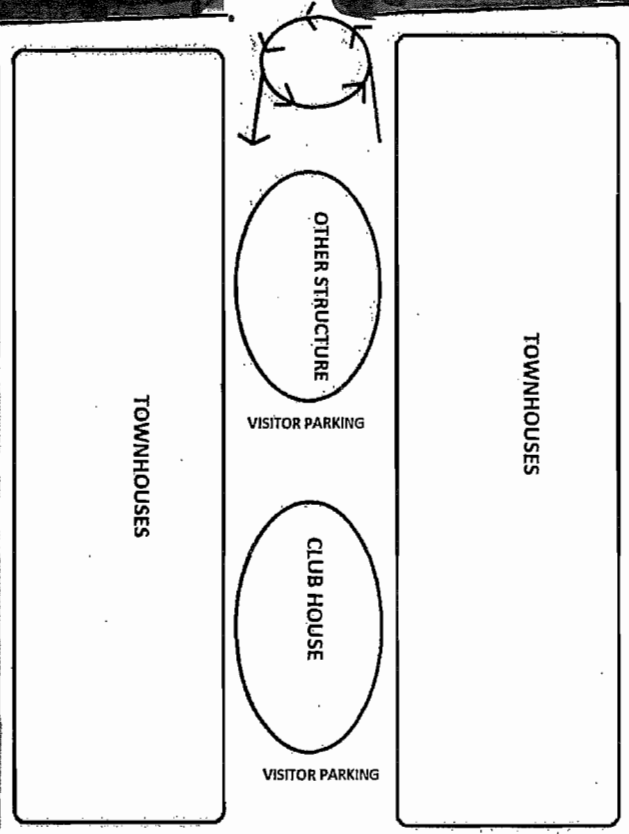 OTHER STRUCTURE
TOWNHOUSES
VISITOR PARKING
TOWNHOUSES
CLUB HOUSE
VISITOR PARKING